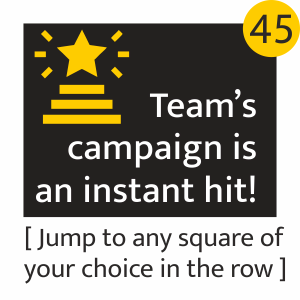 45
Team’s
campaign is
an instant hit!
[ Jump to any square of
your choice in the row ]